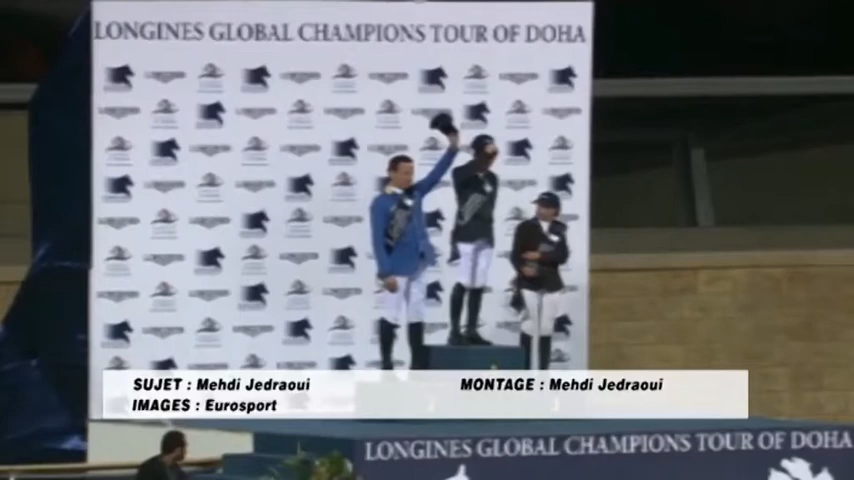 LONGINES GLOBAL CHAMPIONS TOUR OF DOHA
SUJET : Mehdi Jedraoui
MONTAGE : Mehdi Jedraoui
IMAGES : Eurosport
LONGINES GLOBAL CHAMPIONS TOUR OF DOHA